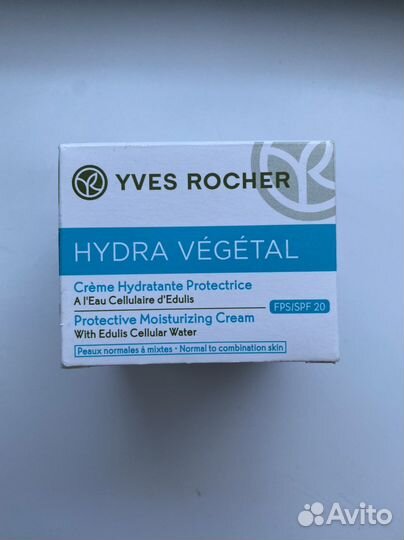 YVES ROCHER
HYDRA VÉGÉTAL
Crème Hydratante Protectrice
A l'Eau Cellulaire d'Edulis
FPS/SPF 20
Protective Moisturizing Cream
With Edulis Cellular Water
Peaux normales à mixtes • Normal to combination skin
Avito